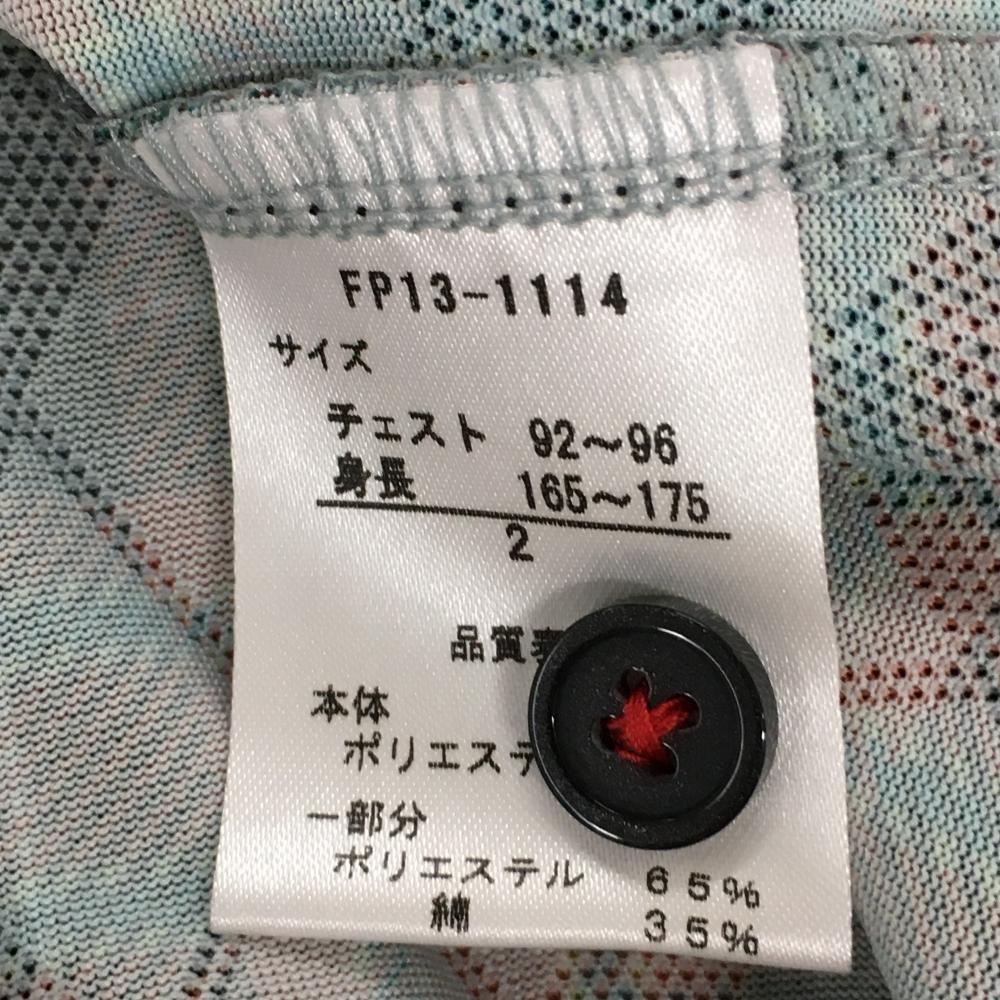 FP13-1114
サイズ
チェスト 92～96
身長 165～175
2
品質
本体
ポリエステ
一部分
ポリエステル 65%
綿 35%